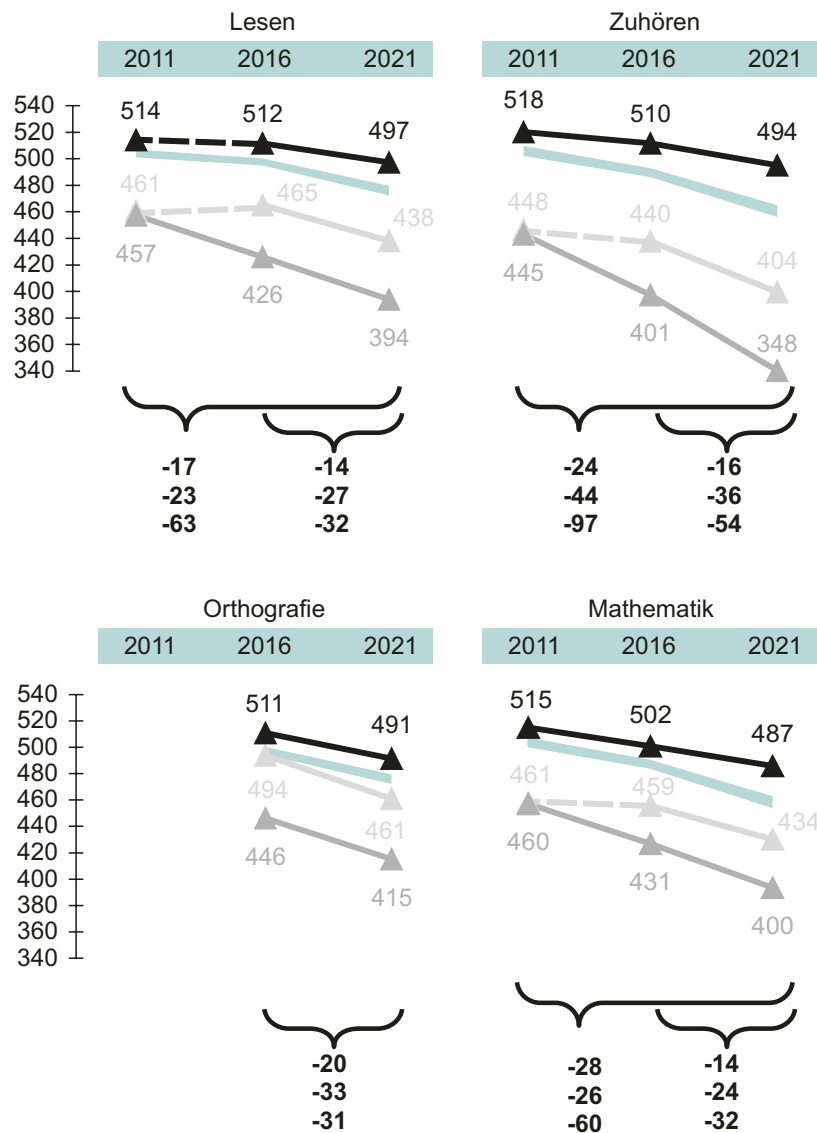 Lesen
Zuhören
2011 2016 2021
2011 2016 2021
540
520
500
480
460
440
420
400
380
360
340
514 512 497
461 465 438
457 426 394
518 510 494
448 440 404
445 401 348
-17 -14
-23 -27
-63 -32
-24 -16
-44 -36
-97 -54
Orthografie
Mathematik
2011 2016 2021
2011 2016 2021
540
520
500
480
460
440
420
400
380
360
340
511 491
494 461
446 415
515 502 487
461 459 434
460 431 400
-20
-33
-31
-28 -14
-26 -24
-60 -32